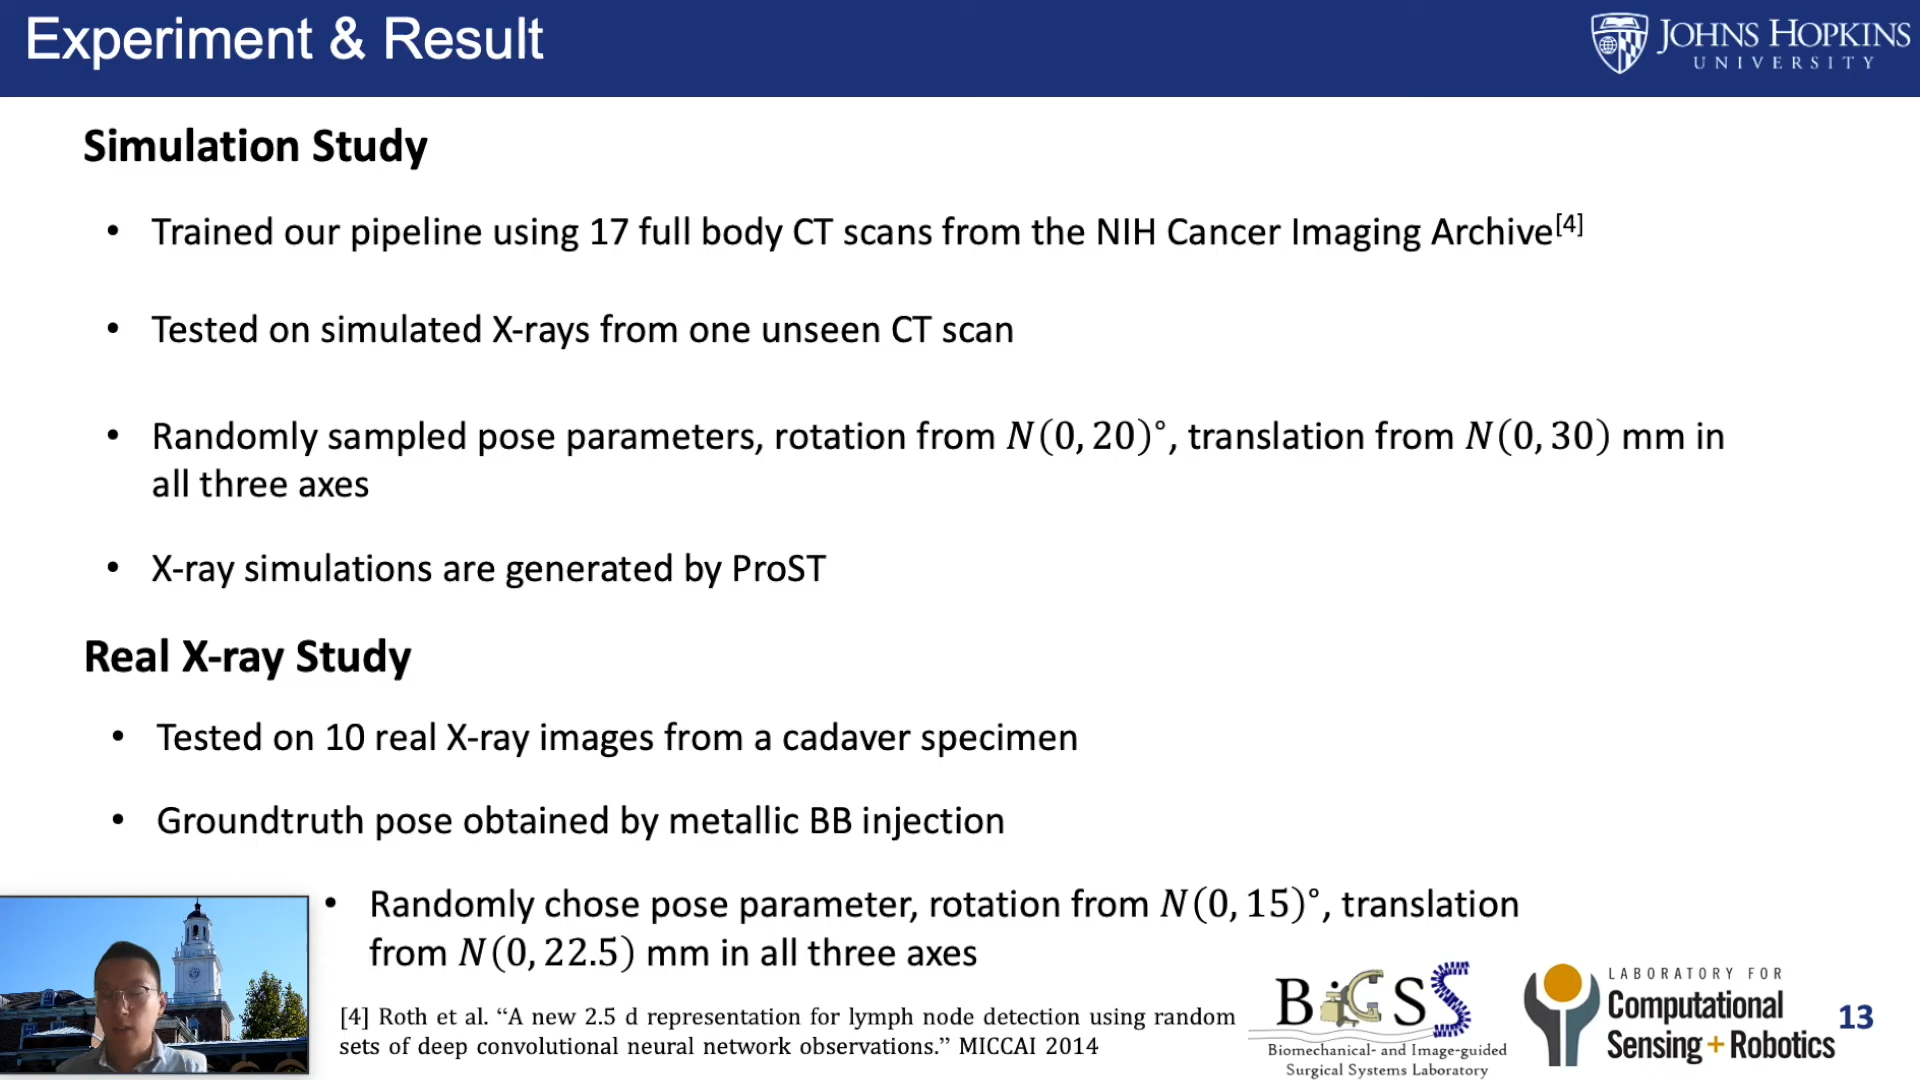 Experiment & Result
JOHNS HOPKINS
UNIVERSITY
Simulation Study
• Trained our pipeline using 17 full body CT scans from the NIH Cancer Imaging Archive[4]
• Tested on simulated X-rays from one unseen CT scan
• Randomly sampled pose parameters, rotation from N(0, 20)°, translation from N(0, 30) mm in
all three axes
• X-ray simulations are generated by ProST
Real X-ray Study
• Tested on 10 real X-ray images from a cadaver specimen
• Groundtruth pose obtained by metallic BB injection
• Randomly chose pose parameter, rotation from N(0, 15)°, translation
from N(0, 22.5) mm in all three axes
[4] Roth et al. “A new 2.5 d representation for lymph node detection using random
sets of deep convolutional neural network observations.” MICCAI 2014
BiGSS
Biomechanical- and Image-guided
Surgical Systems Laboratory
LABORATORY FOR
Computational
Sensing + Robotics
13